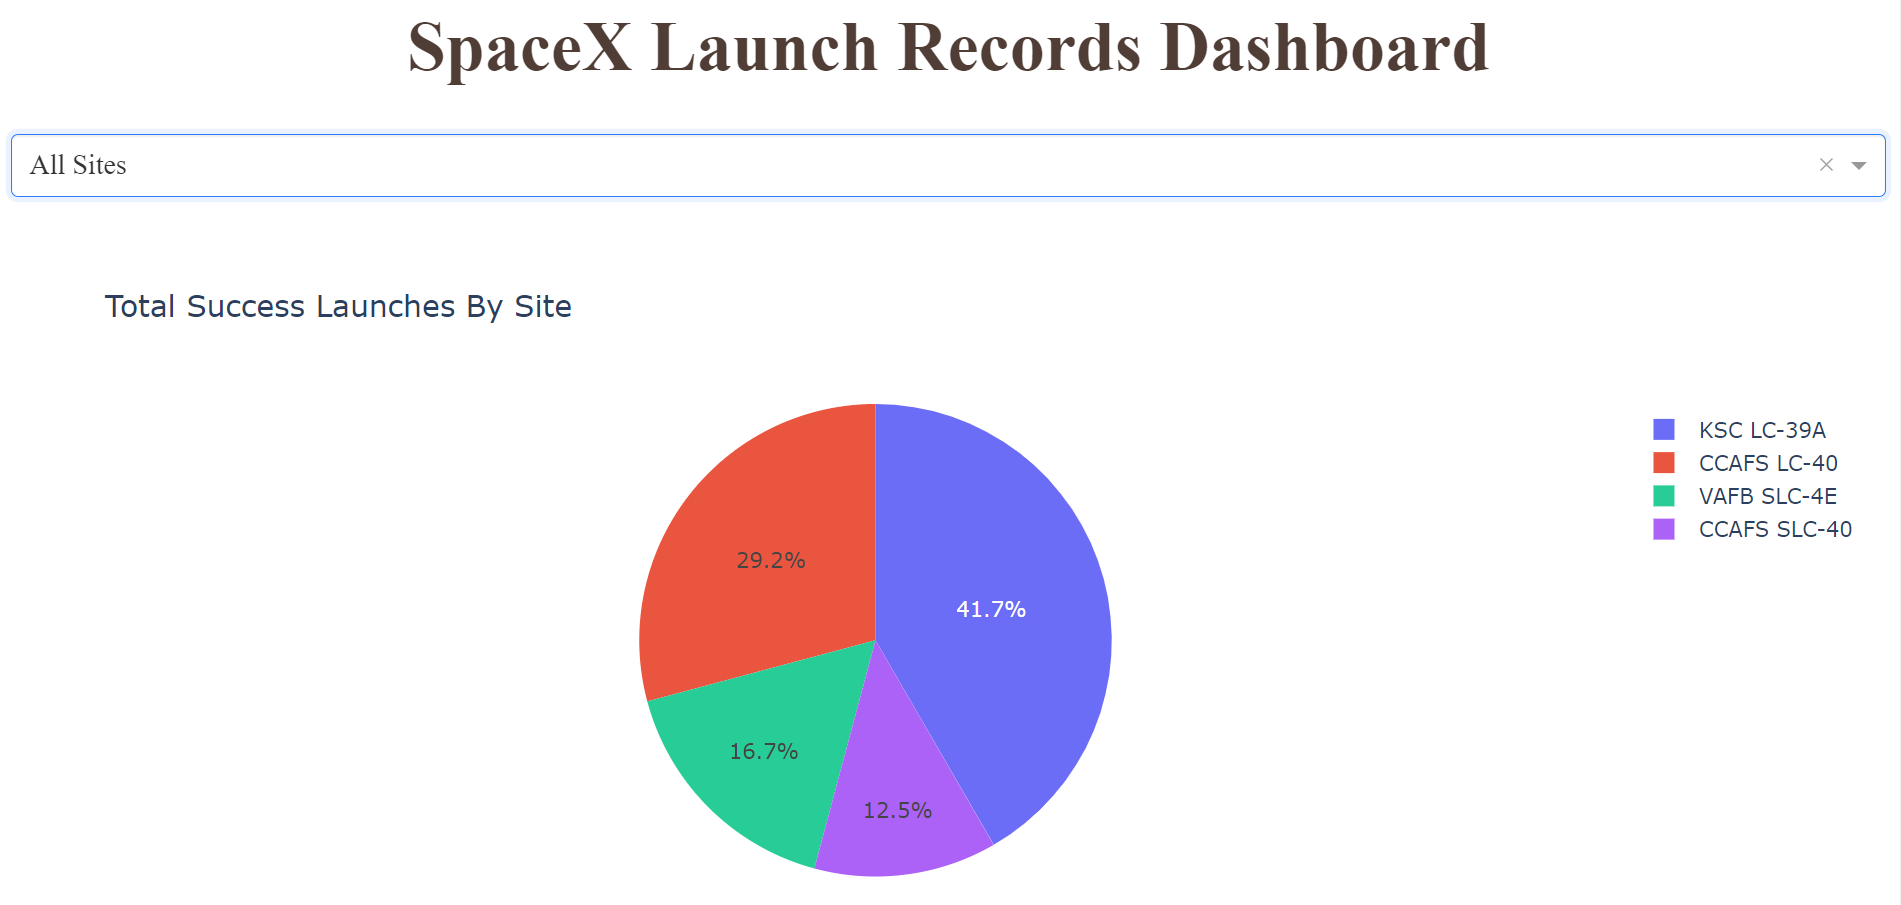 SpaceX Launch Records Dashboard
All Sites
Total Success Launches By Site
KSC LC-39A
CCAFS LC-40
VAFB SLC-4E
CCAFS SLC-40
29.2%
41.7%
16.7%
12.5%